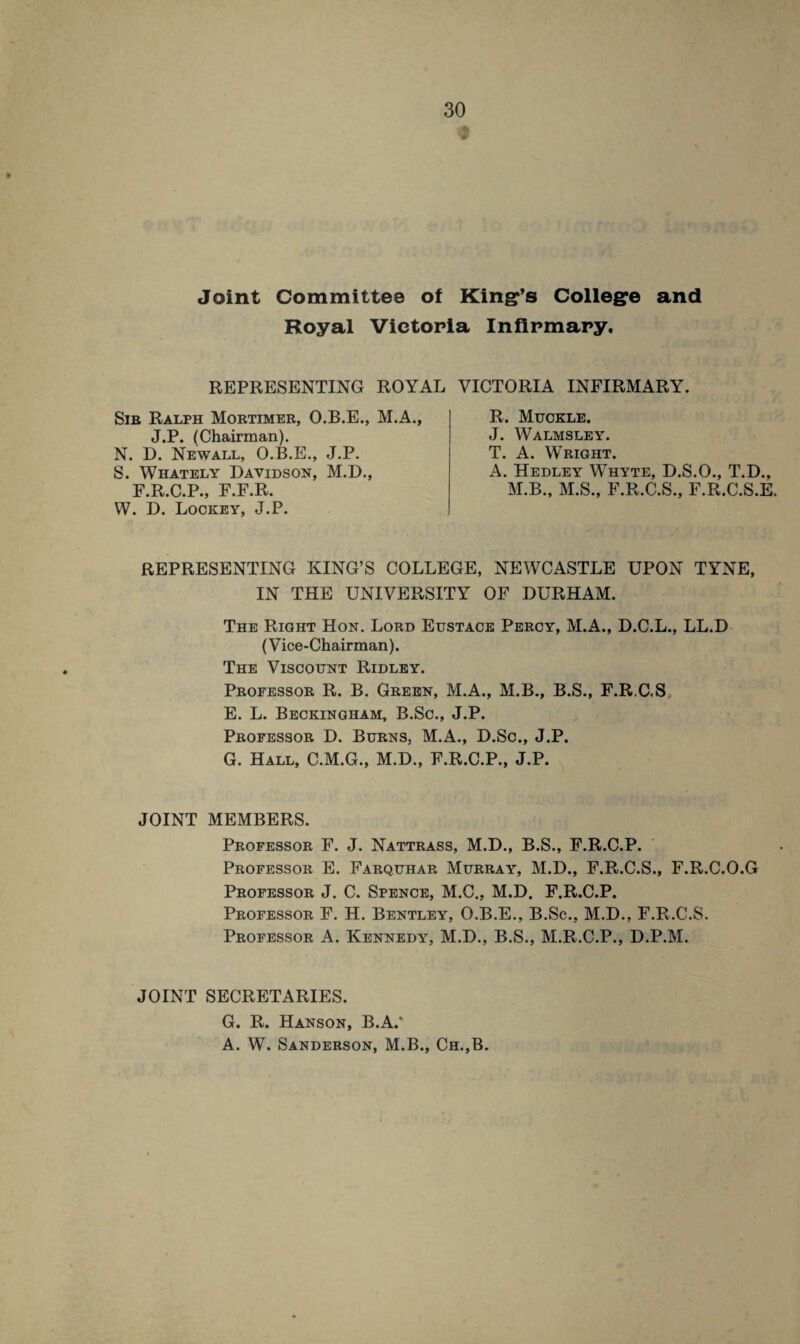 30
Joint Committee of King's College and
Royal Victoria Infirmary.
REPRESENTING ROYAL VICTORIA INFIRMARY.
Sir Ralph Mortimer, O.B.E., M.A.,
J.P. (Chairman).
N. D. Newall, O.B.E., J.P.
S. Whately Davidson, M.D.,
F.R.C.P., F.F.R.
W. D. Lockey, J.P.
R. Muckle.
J. Walmsley.
T. A. Wright.
A. Hedley Whyte, D.S.O., T.D.,
M.B., M.S., F.R.C.S., F.R.C.S.E.
REPRESENTING KING'S COLLEGE, NEWCASTLE UPON TYNE,
IN THE UNIVERSITY OF DURHAM.
The Right Hon. Lord Eustace Percy, M.A., D.C.L., LL.D
(Vice-Chairman).
The Viscount Ridley.
Professor R. B. Green, M.A., M.B., B.S., F.R.C.S.
E. L. Beckingham, B.Sc., J.P.
Professor D. Burns, M.A., D.Sc., J.P.
G. Hall, C.M.G., M.D., F.R.C.P., J.P.
JOINT MEMBERS.
Professor F. J. Nattrass, M.D., B.S., F.R.C.P.
Professor E. Farquhar Murray, M.D., F.R.C.S., F.R.C.O.G
Professor J. C. Spence, M.C., M.D. F.R.C.P.
Professor F. H. Bentley, O.B.E., B.Sc., M.D., F.R.C.S.
Professor A. Kennedy, M.D., B.S., M.R.C.P., D.P.M.
JOINT SECRETARIES.
G. R. Hanson, B.A.'
A. W. Sanderson, M.B., Ch.,B.